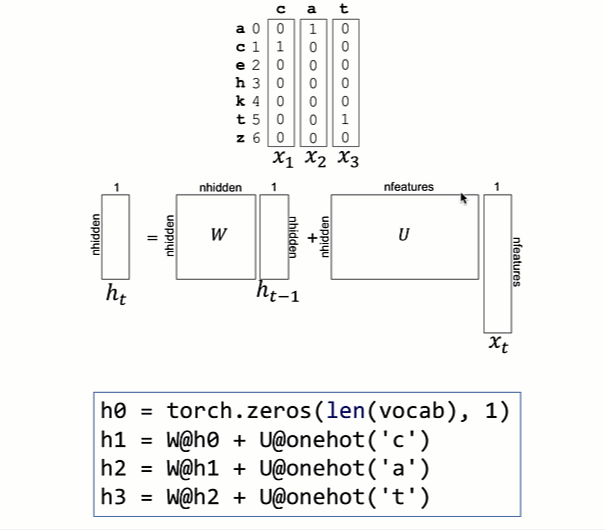 c a t
a 0 0 1 0
c 1 1 0 0
e 2 0 0 0
h 3 0 0 0
k 4 0 0 0
t 5 0 0 1
z 6 0 0 0
x₁ x₂ x₃
1 nhidden 1 nfeatures 1
nhidden = nhidden W nhidden + nhidden U nfeatures
hₜ hₜ₋₁ xₜ
h0 = torch.zeros(len(vocab), 1)
h1 = W@h0 + U@onehot('c')
h2 = W@h1 + U@onehot('a')
h3 = W@h2 + U@onehot('t')